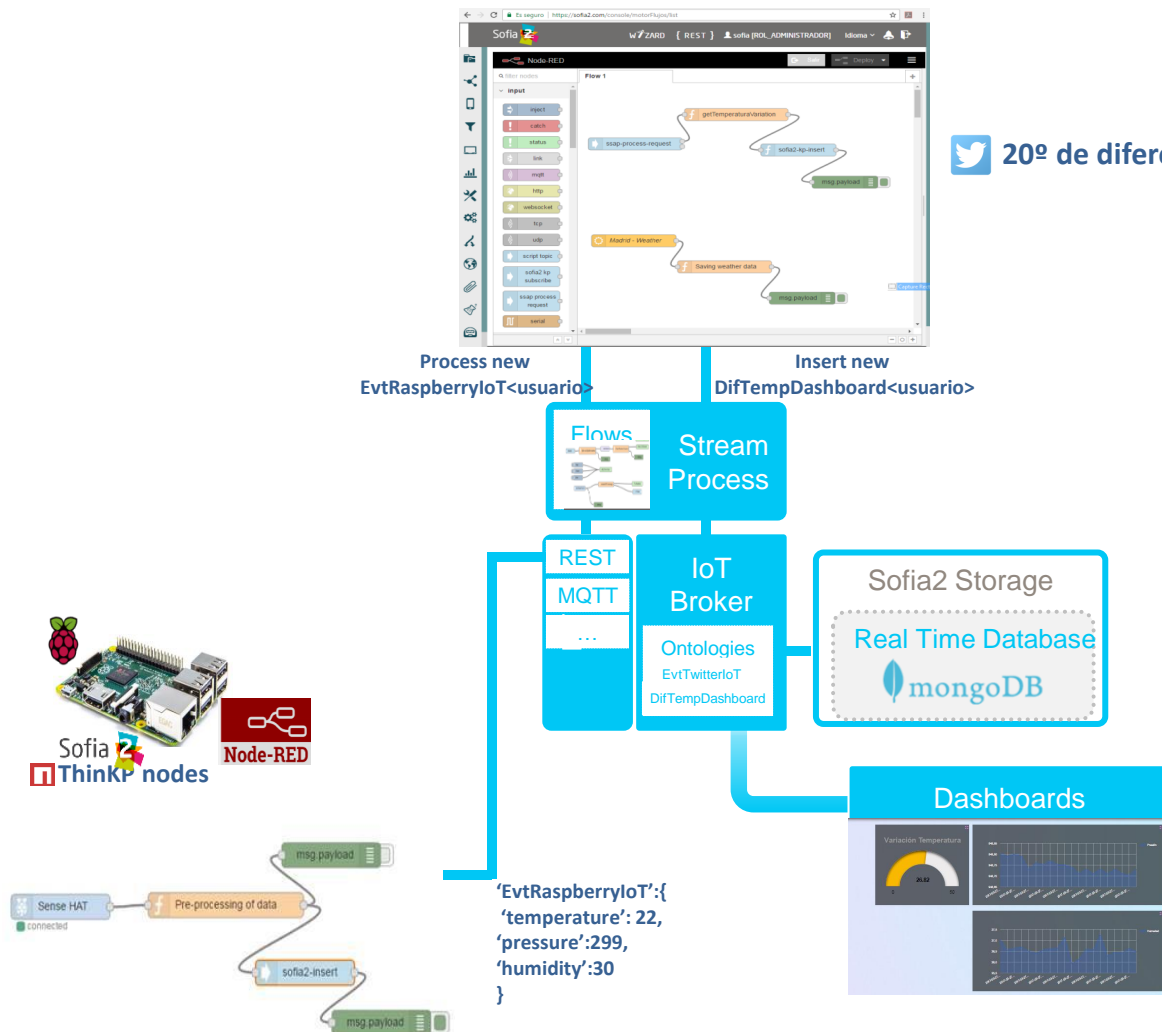 Es seguro | https://sofia2.com/console/motorFlujos/list
Sofia 2
WIZARD { REST } sofia [ROL_ADMINISTRADOR] Idioma
Node-RED
Deploy
filter nodes
Flow 1
input
inject
catch
status
link
mqtt
http
websocket
tcp
udp
script topic
sofia2 kp
subscribe
ssap process
request
serial
getTemperaturaVariation
ssap-process-request
sofia2-kp-insert
msg.payload
Madrid - Weather
Saving weather data
msg.payload
20º de difere
Process new
EvtRaspberryIoT<usuario>
Insert new
DifTempDashboard<usuario>
Flows
Stream
Process
REST
MQTT
…
IoT
Broker
Ontologies
EvtTwitterIoT
DifTempDashboard
Sofia2 Storage
Real Time Database
mongoDB
Sofia 2
Node-RED
ThinKP nodes
Dashboards
Variación Temperatura
msg.payload
Sense HAT
connected
Pre-processing of data
sofia2-insert
msg.payload
‘EvtRaspberryIoT’:{
‘temperature’: 22,
‘pressure’:299,
‘humidity’:30
}